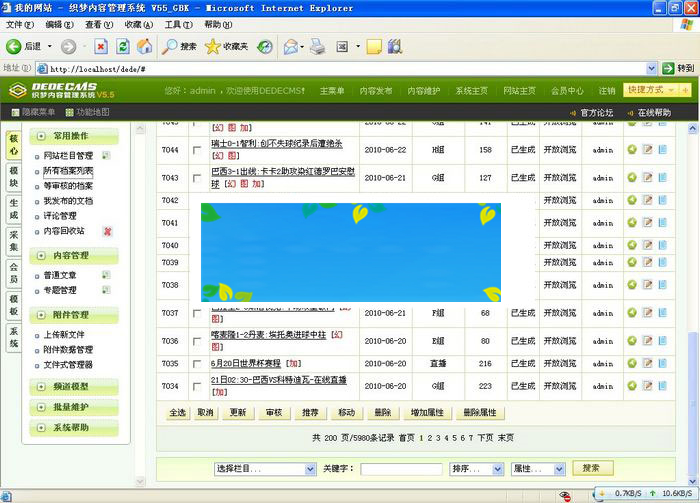 我的网站 - 织梦内容管理系统 V55_GBK - Microsoft Internet Explorer
文件(F) 编辑(E) 查看(V) 收藏(A) 工具(T) 帮助(H)
后退 搜索 收藏夹
地址(D) http://localhost/dede/# 转到
DEDECMS
织梦内容管理系统 V5.5
您好: admin ，欢迎使用DEDECMS! 主菜单 内容发布 内容维护 系统主页 网站主页 会员中心 注销 快捷方式
隐藏菜单 功能地图 官方论坛 在线帮助
核心
模块
生成
采集
会员
模板
系统
常用操作
网站栏目管理
所有档案列表
等审核的档案
我发布的文档
评论管理
内容回收站
内容管理
普通文章
专题管理
附件管理
上传新文件
附件数据管理
文件式管理器
频道模型
批量维护
系统帮助
[幻 图 加]
7044 瑞士0-1智利:创不失球纪录后遭绝杀 [幻 图 加] 2010-06-22 H组 158 已生成 开放浏览 admin
7043 巴西3-1出线:卡卡2助攻染红德罗巴安慰球 [幻 图 加] 2010-06-21 G组 127 已生成 开放浏览 admin
7042 开放浏览 admin
7041 开放浏览 admin
7040 开放浏览 admin
7039 开放浏览 admin
7038 开放浏览 admin
7037 图] 2010-06-21 F组 68 已生成 开放浏览 admin
7036 喀麦隆1-2丹麦:埃托奥进球中柱 [幻 图] 2010-06-20 E组 80 已生成 开放浏览 admin
7035 6月20日世界杯赛程 [加] 2010-06-20 直播 216 已生成 开放浏览 admin
7034 21日02:30-巴西VS科特迪瓦-在线直播 [加] 2010-06-20 G组 223 已生成 开放浏览 admin
全选 取消 更新 审核 推荐 移动 删除 增加属性 删除属性
共 200 页/5980条记录 首页 1 2 3 4 5 6 7 下页 末页
选择栏目... 关键字： 排序... 属性... 搜索
0.7KB/S 10.6KB/S